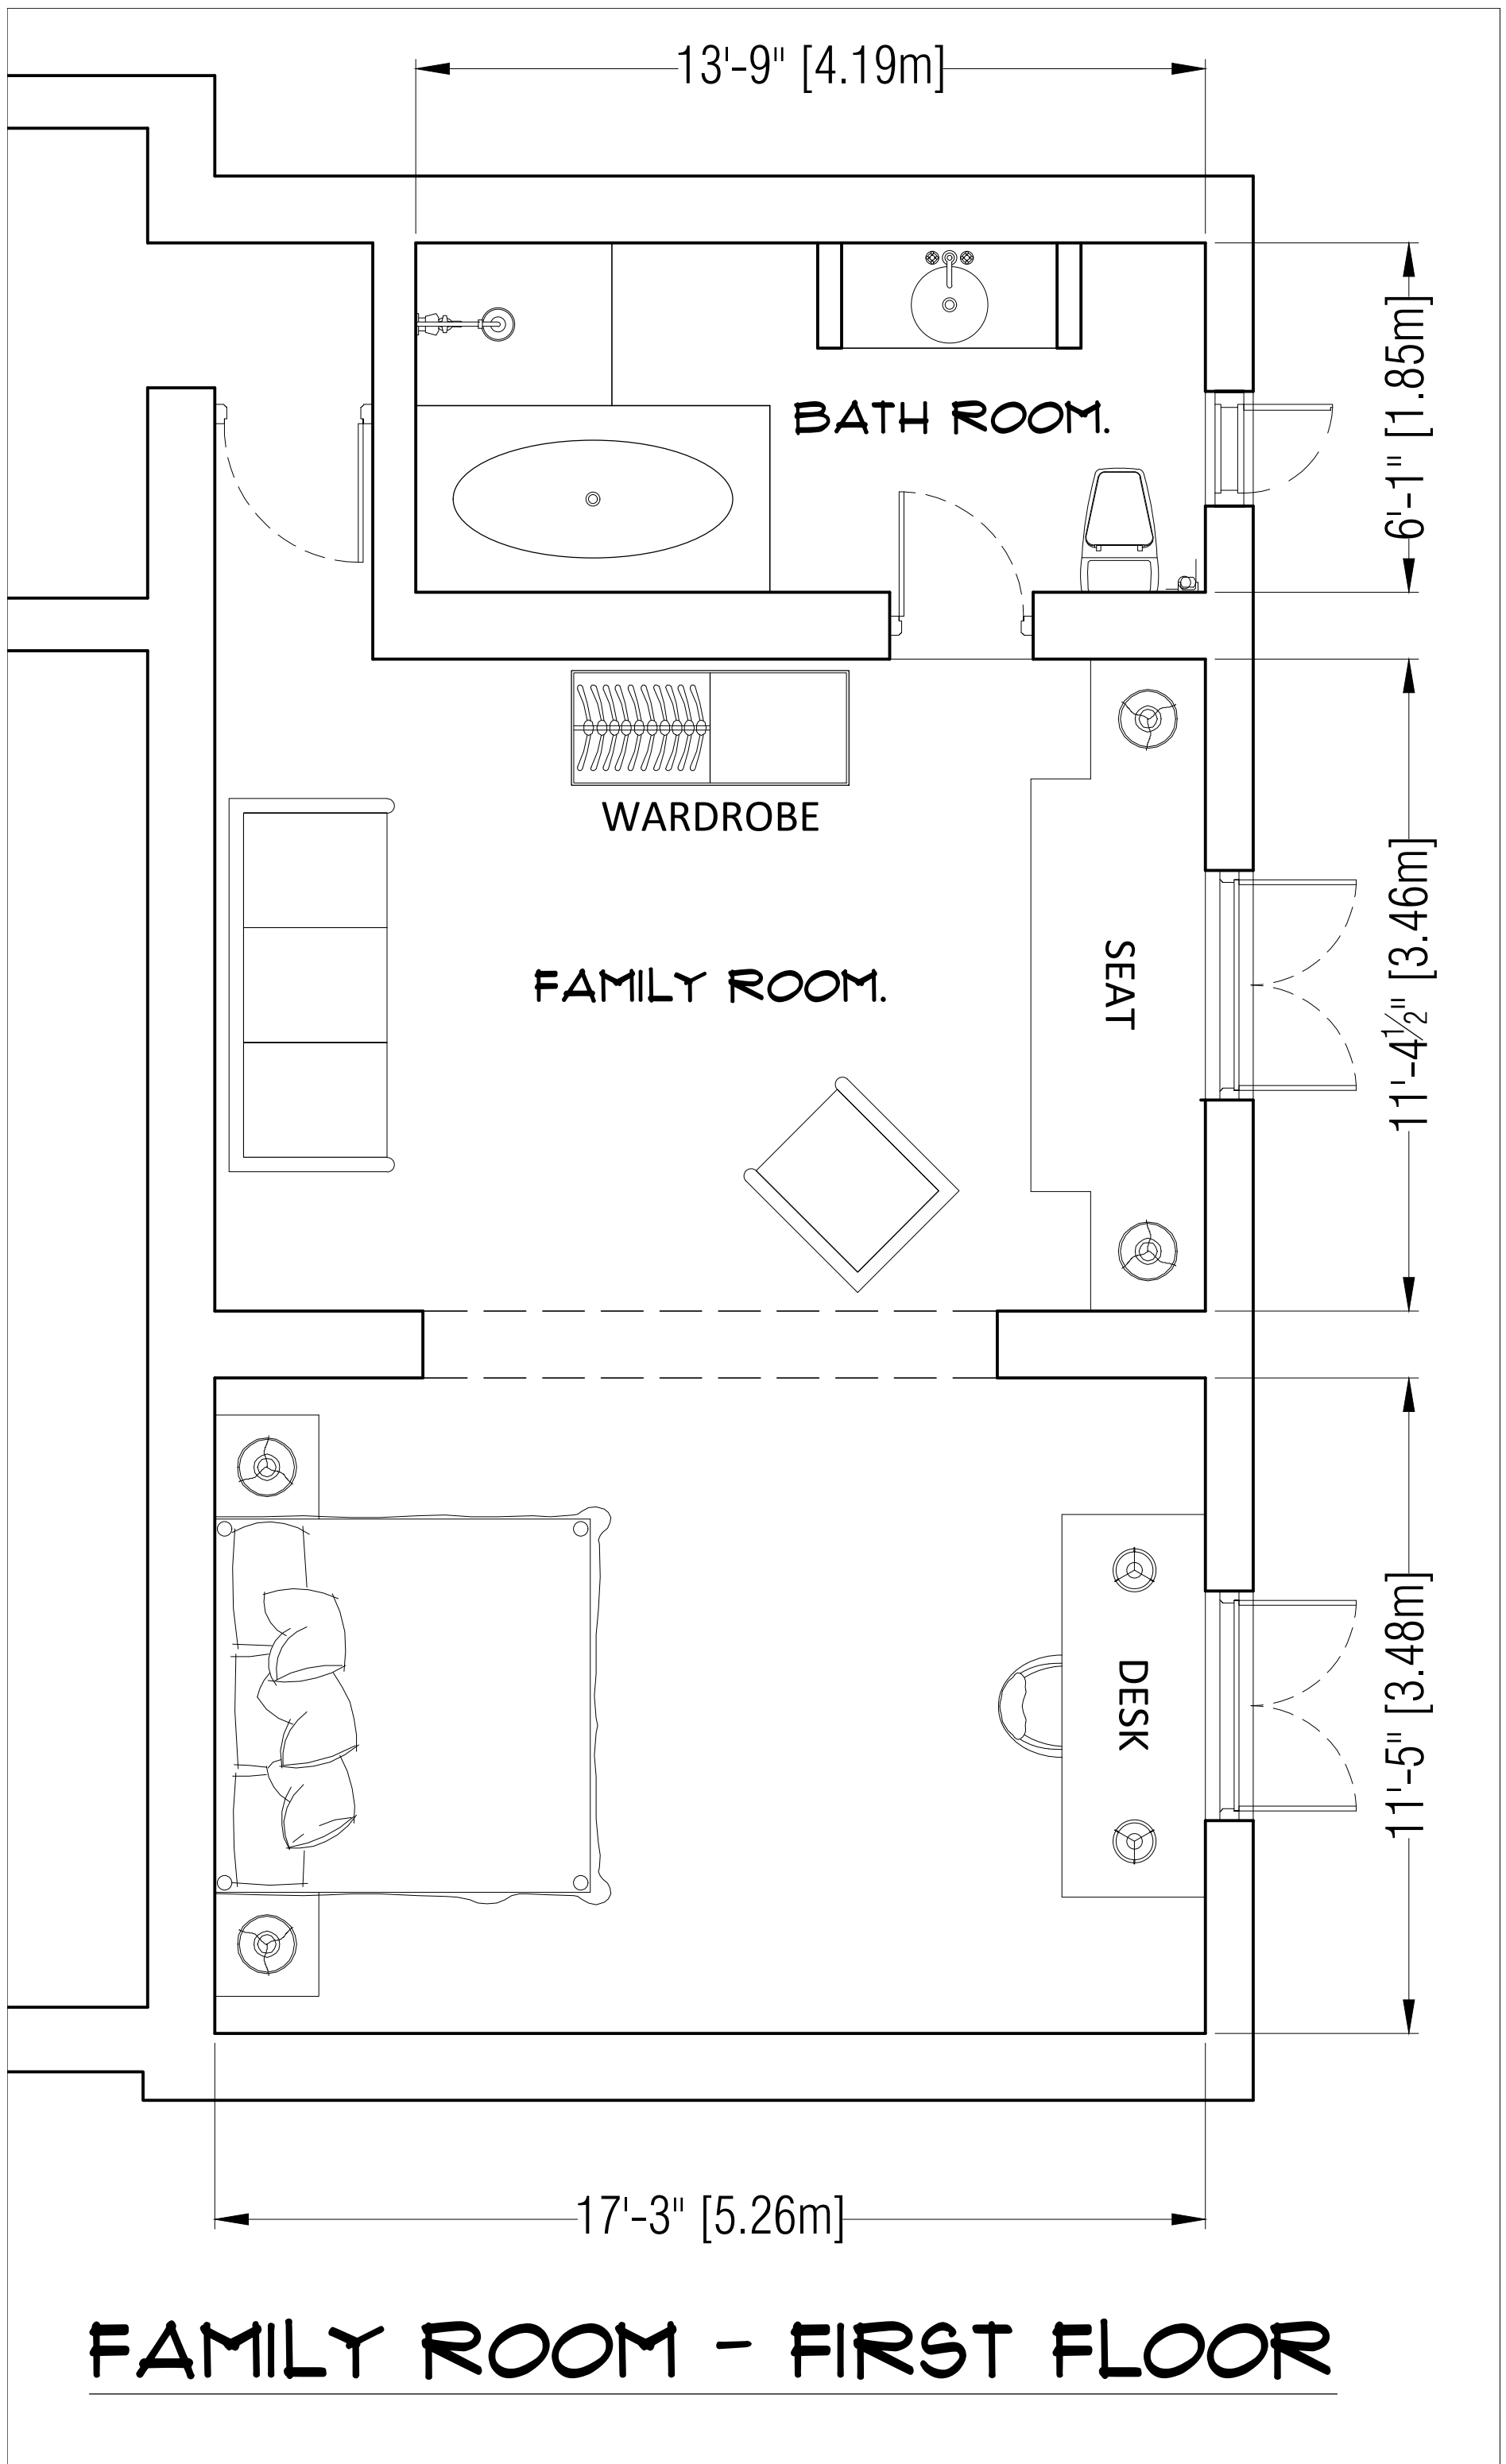 13'-9" [4.19m]
6'-1" [1.85m]
BATH ROOM.
WARDROBE
11'-4½" [3.46m]
SEAT
FAMILY ROOM.
11'-5" [3.48m]
DESK
17'-3" [5.26m]
FAMILY ROOM - FIRST FLOOR